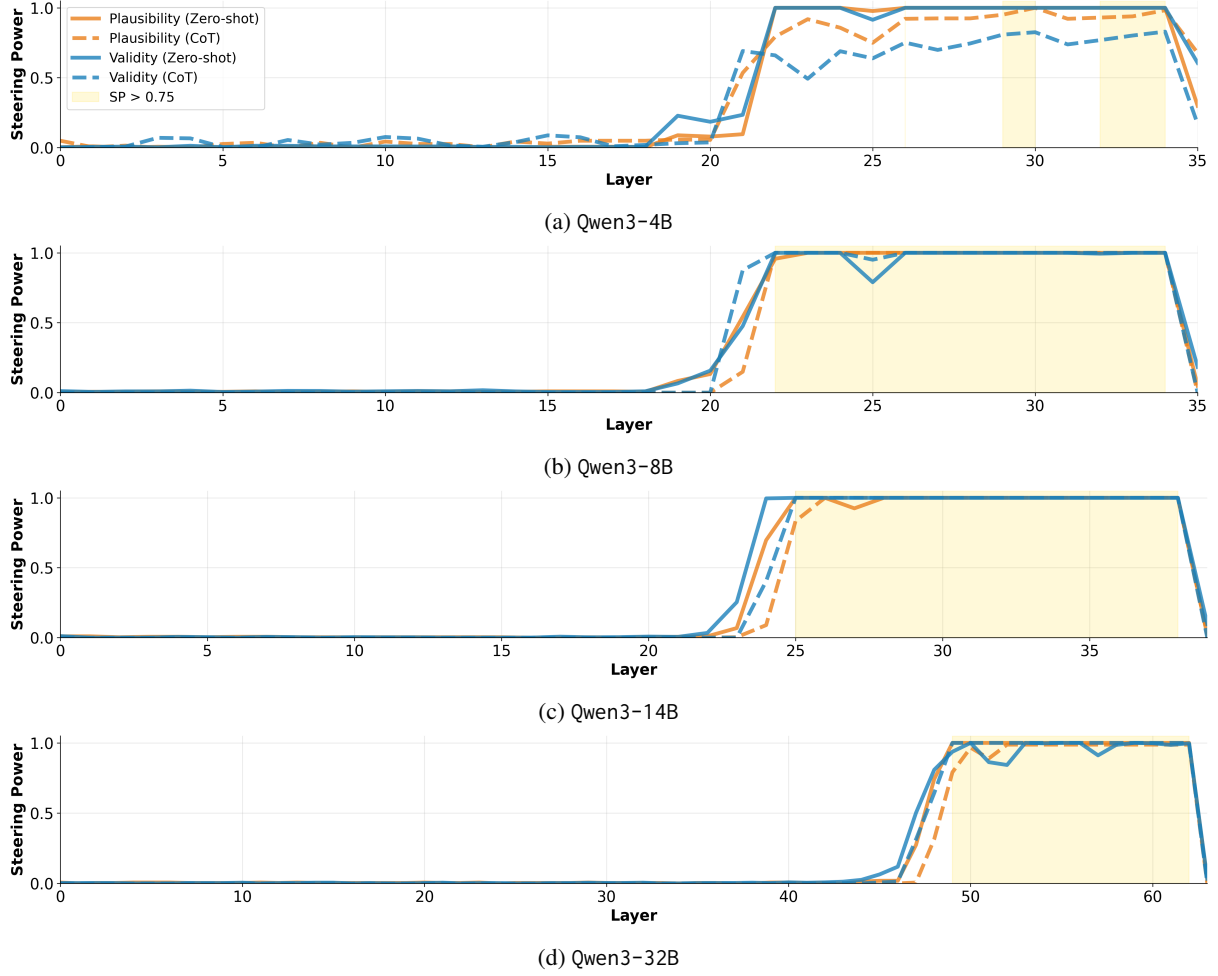 1.0
0.5
0.0
Steering Power
Plausibility (Zero-shot)
Plausibility (CoT)
Validity (Zero-shot)
Validity (CoT)
SP > 0.75
0 5 10 15 20 25 30 35
Layer
(a) Qwen3-4B
1.0
0.5
0.0
Steering Power
0 5 10 15 20 25 30 35
Layer
(b) Qwen3-8B
1.0
0.5
0.0
Steering Power
0 5 10 15 20 25 30 35
Layer
(c) Qwen3-14B
1.0
0.5
0.0
Steering Power
0 10 20 30 40 50 60
Layer
(d) Qwen3-32B